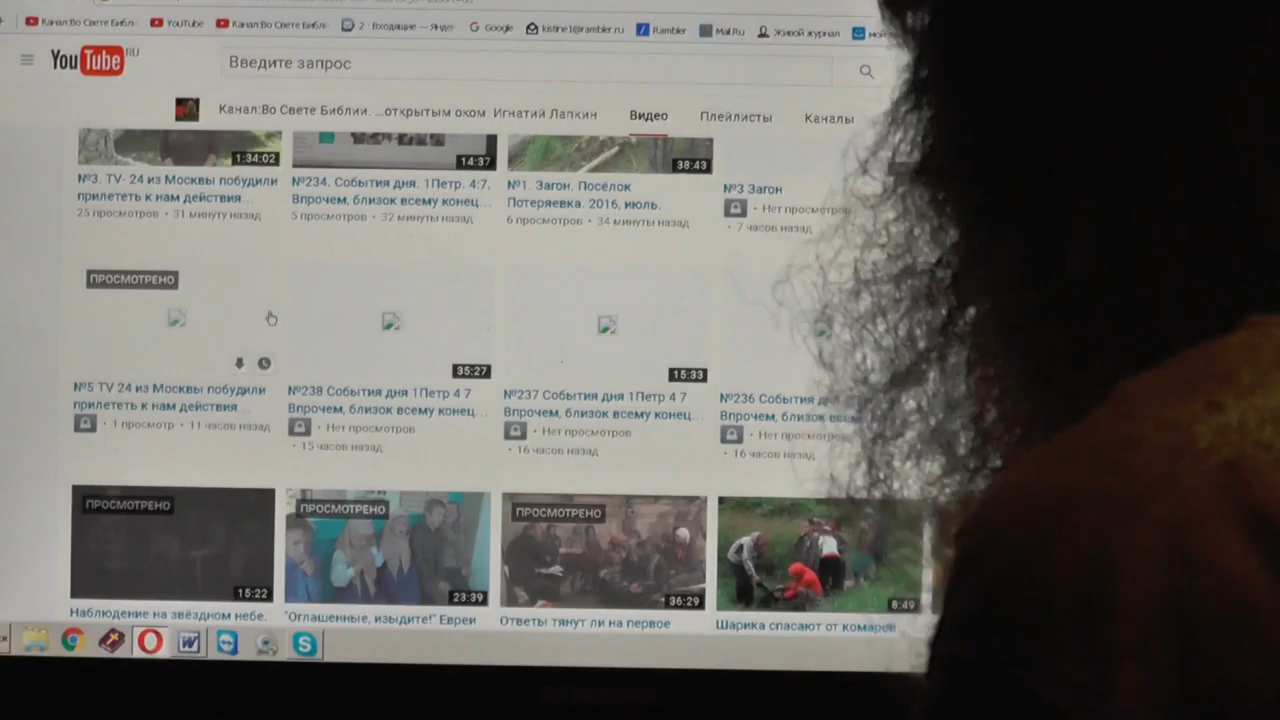 Канал:Во Свете Библ YouTube Канал:Во Свете Библ 2 · Входящие — Янде Google kistine1@rambler.ru Rambler Mail.Ru Живой журнал мой
YouTube RU
Введите запрос
Канал:Во Свете Библии. ...открытым оком. Игнатий Лапкин Видео Плейлисты Каналы
1:34:02 14:37 38:43
№3. TV- 24 из Москвы побудили
прилететь к нам действия...
25 просмотров • 31 минуту назад
№234. События дня. 1Петр. 4:7.
Впрочем, близок всему конец...
5 просмотров • 32 минуты назад
№1. Загон. Посёлок
Потеряевка. 2016, июль.
6 просмотров • 34 минуты назад
№3 Загон
• Нет просмотров
• 7 часов назад
ПРОСМОТРЕНО
35:27 15:33
№5 TV 24 из Москвы побудили
прилететь к нам действия...
• 1 просмотр • 11 часов назад
№238 События дня 1Петр 4 7
Впрочем, близок всему конец...
• Нет просмотров
• 15 часов назад
№237 События дня 1Петр 4 7
Впрочем, близок всему конец...
• Нет просмотров
• 16 часов назад
№236 События дня
Впрочем, близок всему
• Нет просмотров
• 16 часов назад
ПРОСМОТРЕНО ПРОСМОТРЕНО ПРОСМОТРЕНО
15:22 23:39 36:29 8:49
Наблюдение на звёздном небе.
"Оглашенные, изыдите!" Евреи
Ответы тянут ли на первое
Шарика спасают от комаров